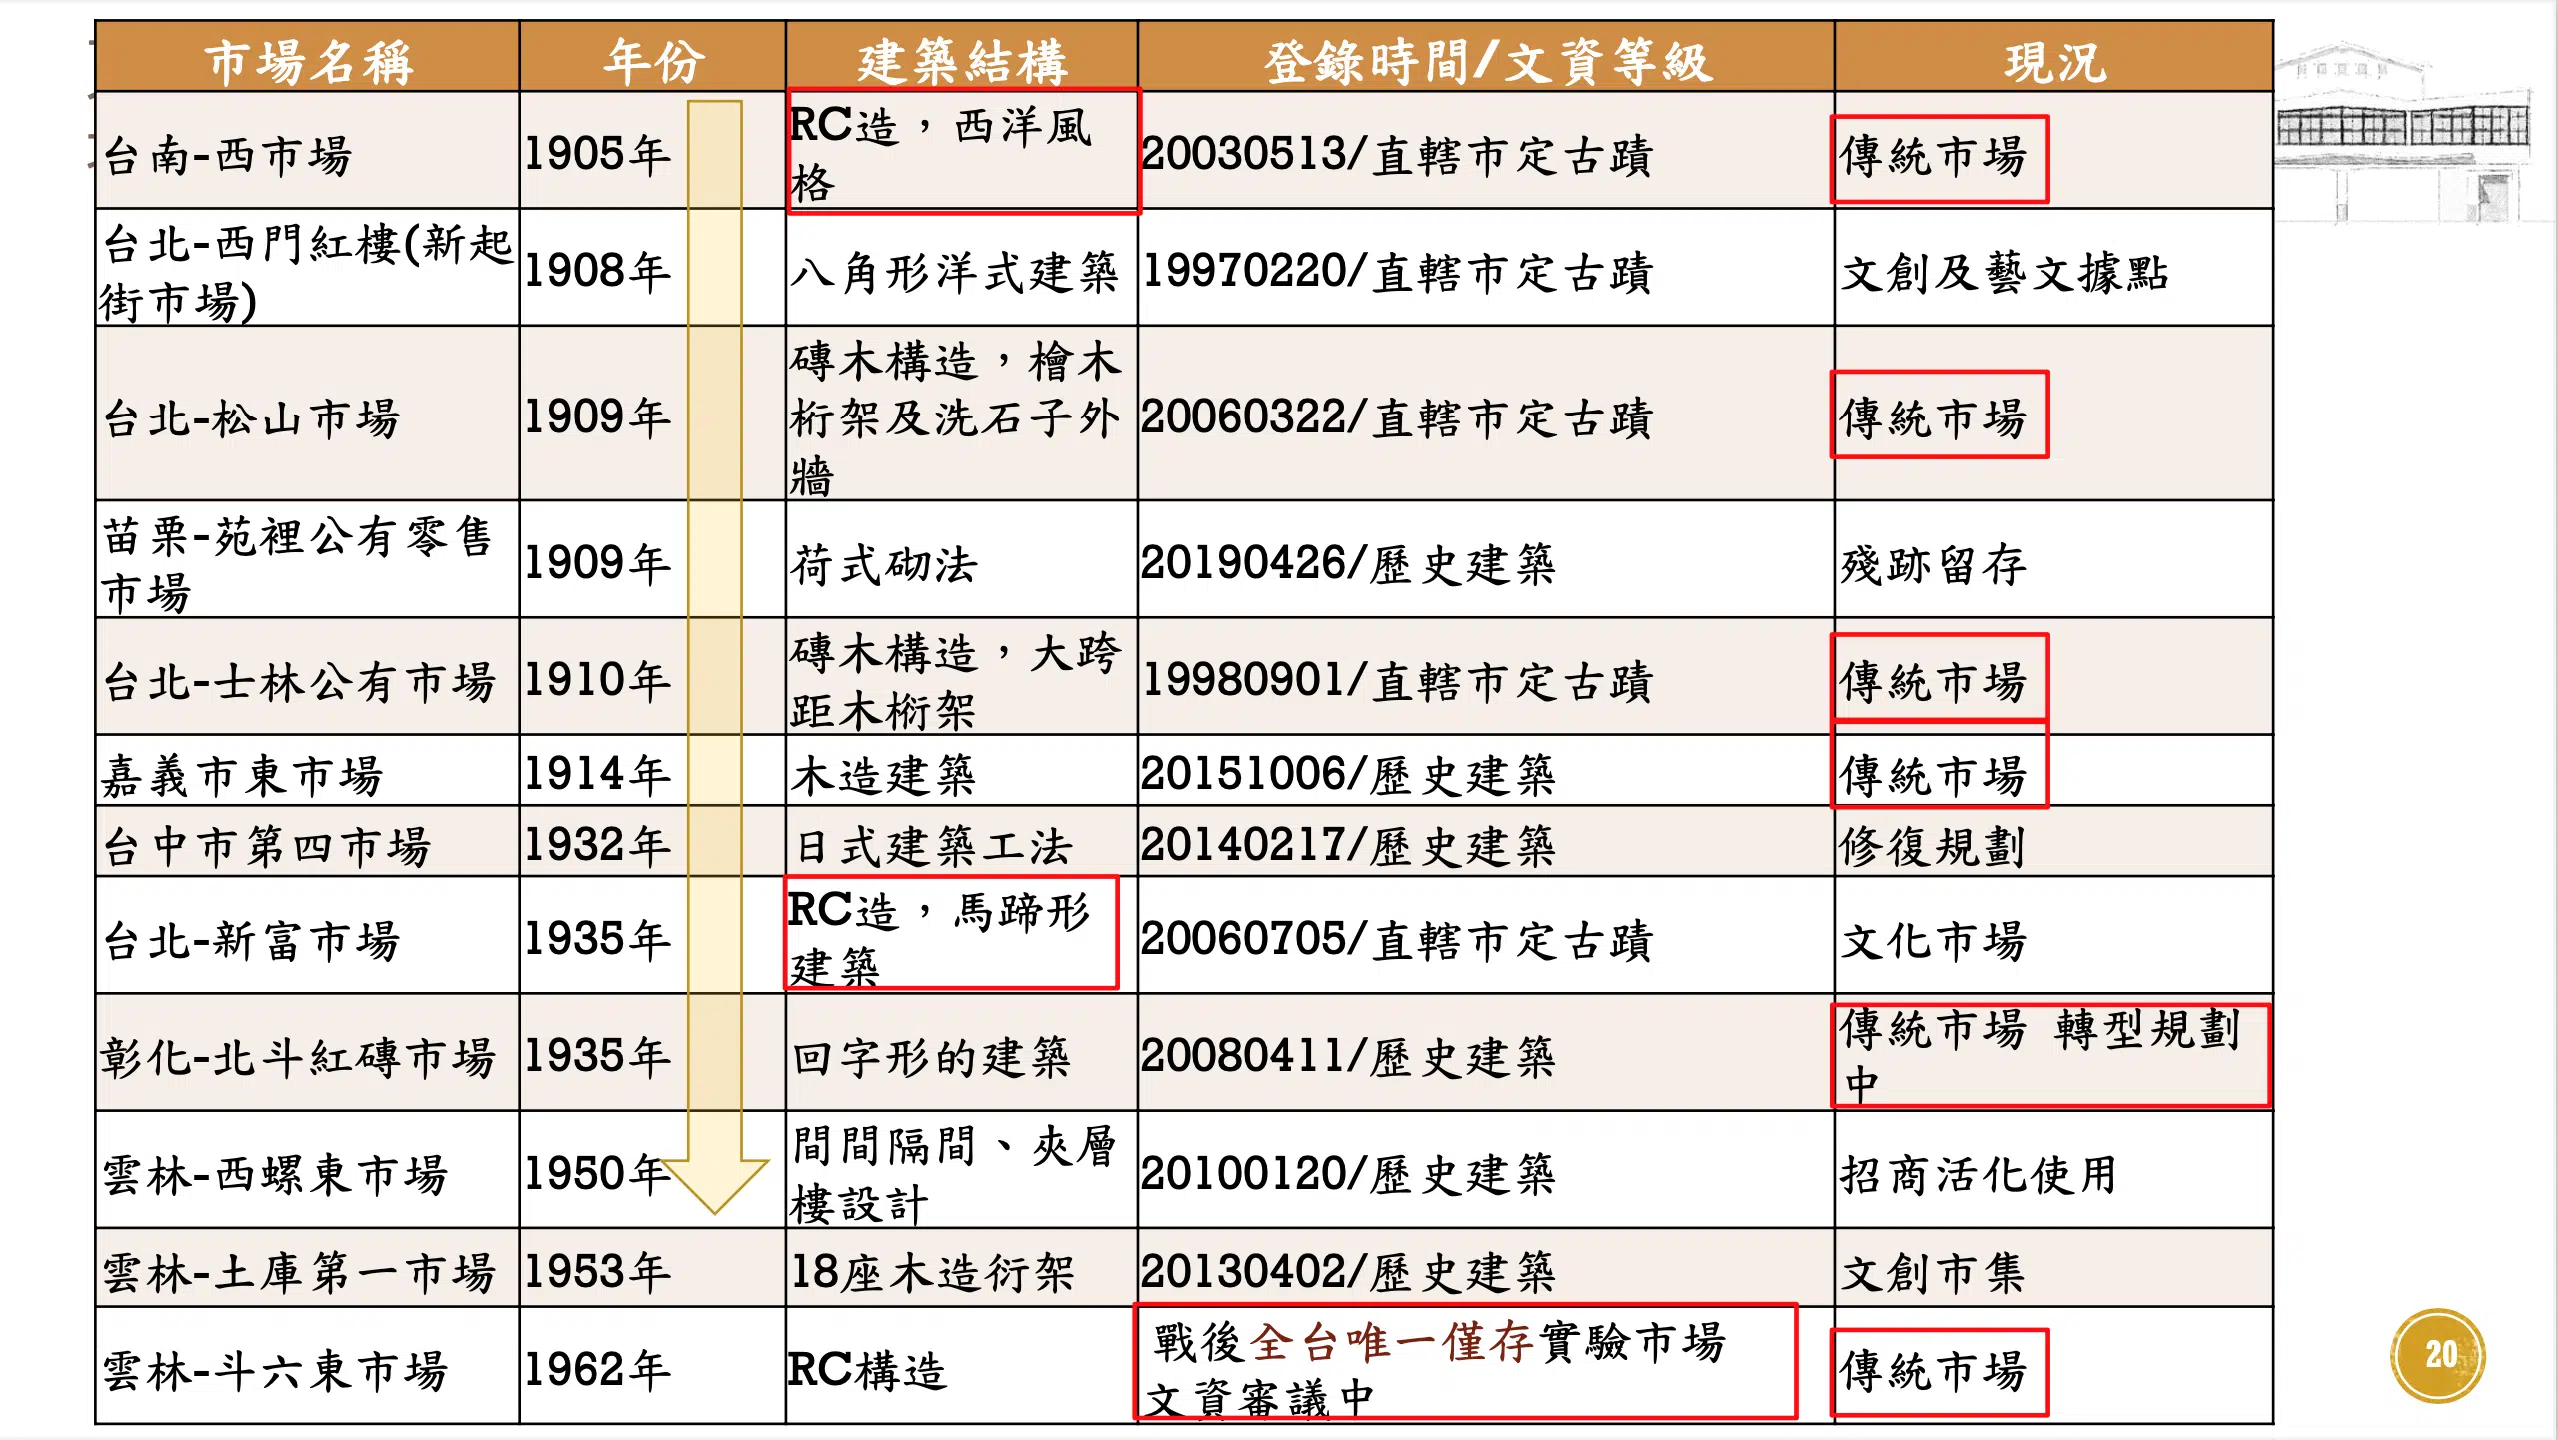 市場名稱 年份 建築結構 登錄時間/文資等級 現況
台南-西市場 1905年 RC造，西洋風
格 20030513/直轄市定古蹟 傳統市場
台北-西門紅樓(新起
街市場) 1908年 八角形洋式建築 19970220/直轄市定古蹟 文創及藝文據點
台北-松山市場 1909年 磚木構造，檜木
桁架及洗石子外
牆 20060322/直轄市定古蹟 傳統市場
苗栗-苑裡公有零售
市場 1909年 荷式砌法 20190426/歷史建築 殘跡留存
台北-士林公有市場 1910年 磚木構造，大跨
距木桁架 19980901/直轄市定古蹟 傳統市場
嘉義市東市場 1914年 木造建築 20151006/歷史建築 傳統市場
台中市第四市場 1932年 日式建築工法 20140217/歷史建築 修復規劃
台北-新富市場 1935年 RC造，馬蹄形
建築 20060705/直轄市定古蹟 文化市場
彰化-北斗紅磚市場 1935年 回字形的建築 20080411/歷史建築 傳統市場 轉型規劃
中
雲林-西螺東市場 1950年 間間隔間、夾層
樓設計 20100120/歷史建築 招商活化使用
雲林-土庫第一市場 1953年 18座木造衍架 20130402/歷史建築 文創市集
雲林-斗六東市場 1962年 RC構造 戰後全台唯一僅存實驗市場
文資審議中 傳統市場
20